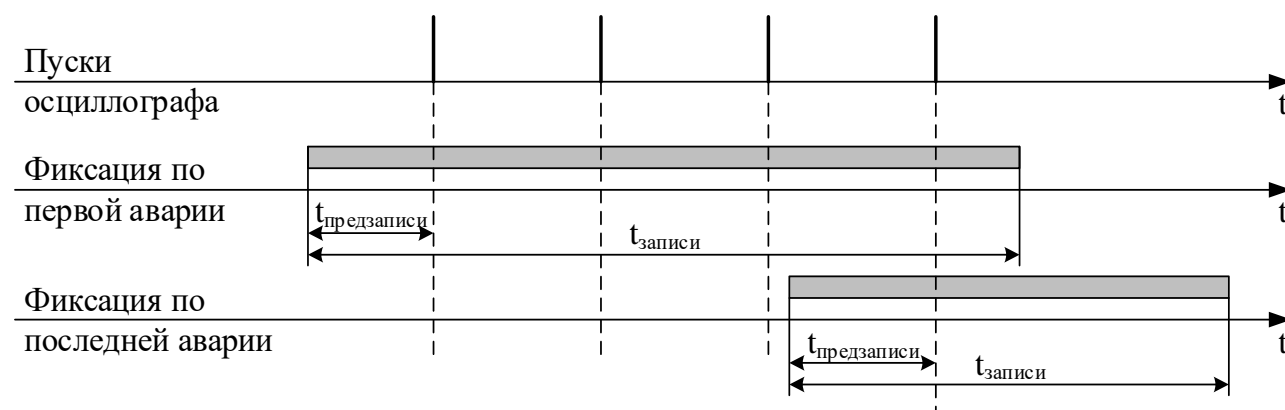 Пуски
осциллографа
t
Фиксация по
первой аварии
t
tпредзаписи
tзаписи
Фиксация по
последней аварии
t
tпредзаписи
tзаписи